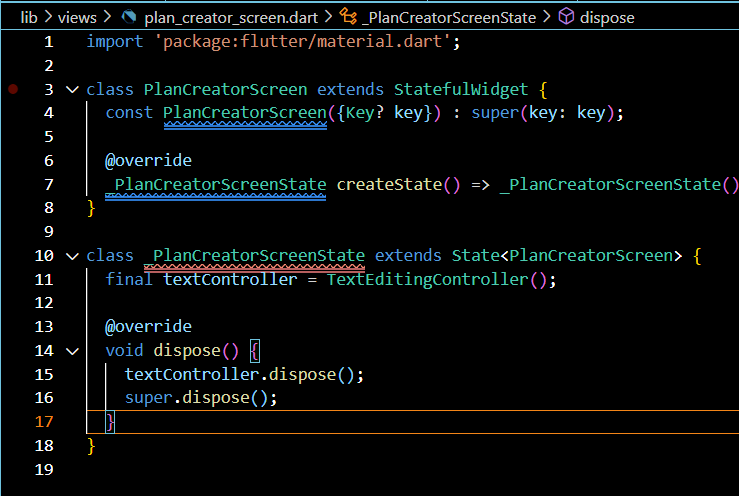 lib > views > plan_creator_screen.dart > _PlanCreatorScreenState > dispose
1 import 'package:flutter/material.dart';
2
3 class PlanCreatorScreen extends StatefulWidget {
4 const PlanCreatorScreen({Key? key}) : super(key: key);
5
6 @override
7 _PlanCreatorScreenState createState() => _PlanCreatorScreenState()
8 }
9
10 class _PlanCreatorScreenState extends State<PlanCreatorScreen> {
11 final textController = TextEditingController();
12
13 @override
14 void dispose() {
15 textController.dispose();
16 super.dispose();
17 }
18 }
19